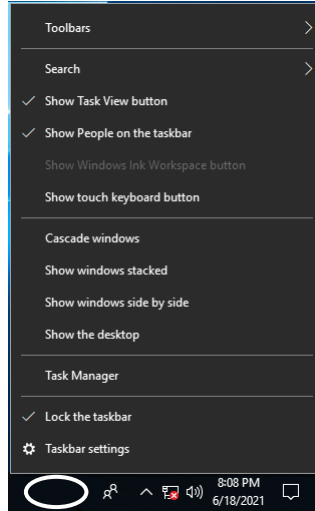 Toolbars
Search
Show Task View button
Show People on the taskbar
Show Windows Ink Workspace button
Show touch keyboard button
Cascade windows
Show windows stacked
Show windows side by side
Show the desktop
Task Manager
Lock the taskbar
Taskbar settings
8:08 PM
6/18/2021